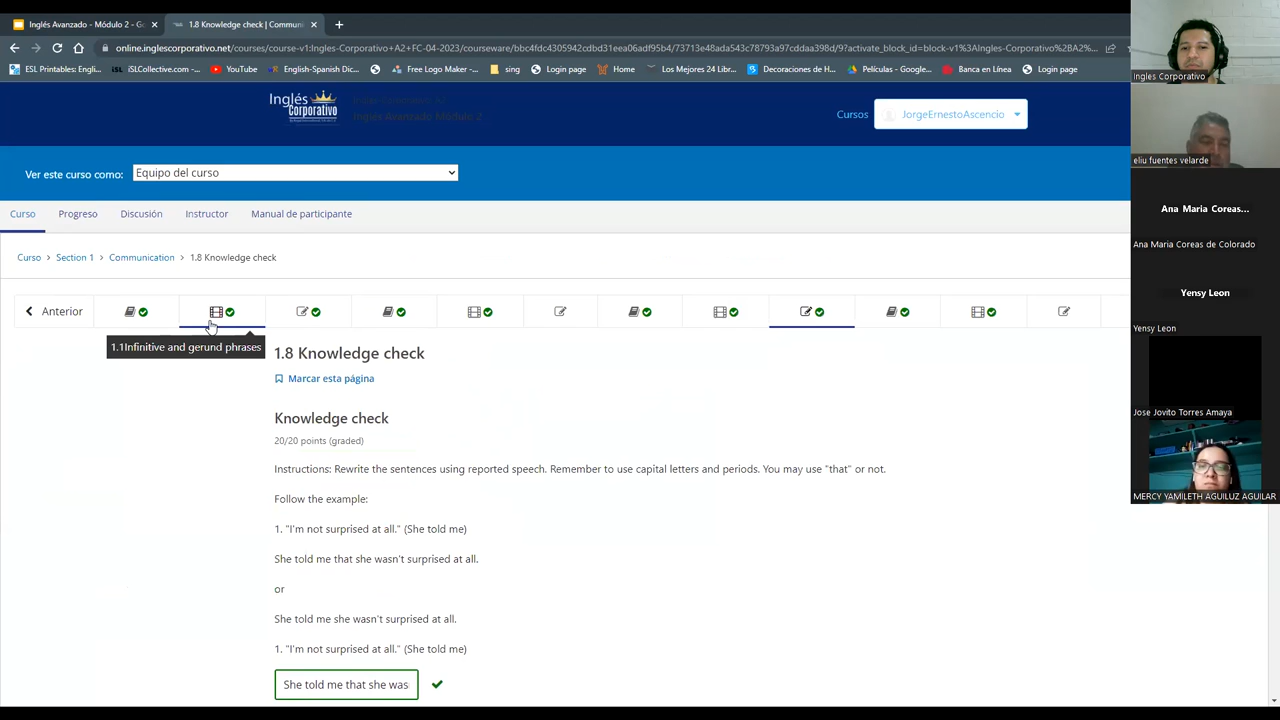 Inglés Avanzado - Módulo 2 - G
1.8 Knowledge check | Communi
online.inglescorporativo.net/courses/course-v1:Ingles-Corporativo+A2+FC-04-2023/courseware/bbc4fdc4305942cdbd31eea06adf95b4/73713e48ada543c78793a97cddaa398d/9?activate_block_id=block-v1%3AIngles-Corporativo%2BA2%...
ESL Printables: Engli...
iSLCollective.com -...
YouTube
English-Spanish Dic...
Free Logo Maker -...
sing
Login page
Home
Los Mejores 24 Libr...
Decoraciones de H...
Películas - Google...
Banca en Línea
Login page
Inglés
Corporativo
Inglés Avanzado Módulo 2
Cursos
JorgeErnestoAscencio
Ver este curso como:
Equipo del curso
Curso
Progreso
Discusión
Instructor
Manual de participante
Curso > Section 1 > Communication > 1.8 Knowledge check
Anterior
1.1Infinitive and gerund phrases
1.8 Knowledge check
Marcar esta página
Knowledge check
20/20 points (graded)
Instructions: Rewrite the sentences using reported speech. Remember to use capital letters and periods. You may use "that" or not.
Follow the example:
1. "I'm not surprised at all." (She told me)
She told me that she wasn't surprised at all.
or
She told me she wasn't surprised at all.
1. "I'm not surprised at all." (She told me)
She told me that she was
Ingles Corporativo
eliu fuentes velarde
Ana Maria Coreas...
Ana Maria Coreas de Colorado
Yensy Leon
Yensy Leon
Jose Jovito Torres Amaya
MERCY YAMILETH AGUILUZ AGUILAR